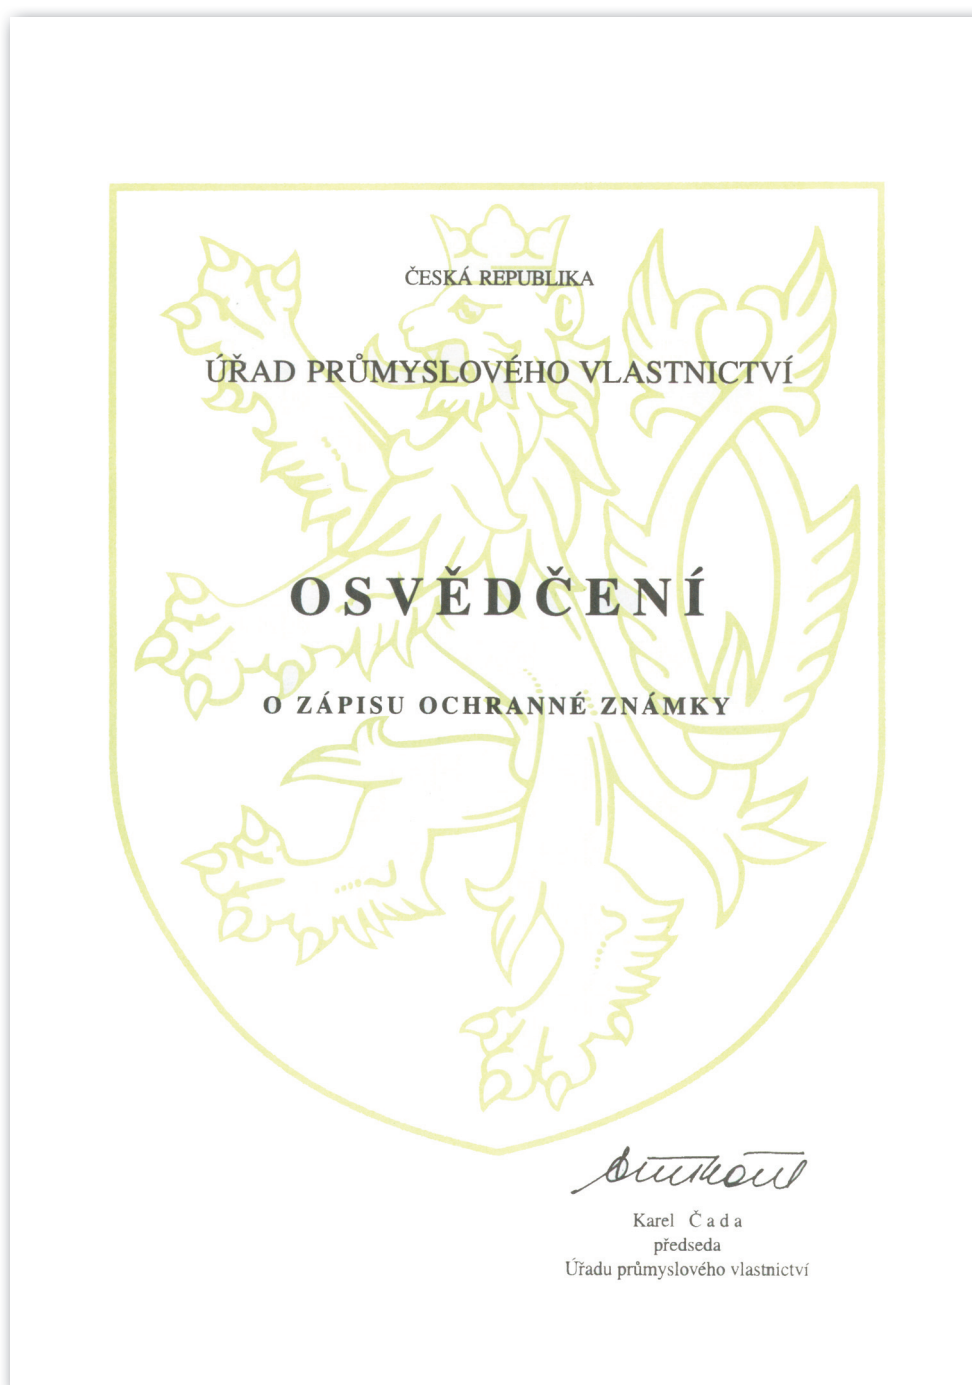 ČESKÁ REPUBLIKA
ÚŘAD PRŮMYSLOVÉHO VLASTNICTVÍ
OSVĚDČENÍ
O ZÁPISU OCHRANNÉ ZNÁMKY
Karel Čada
předseda
Úřadu průmyslového vlastnictví